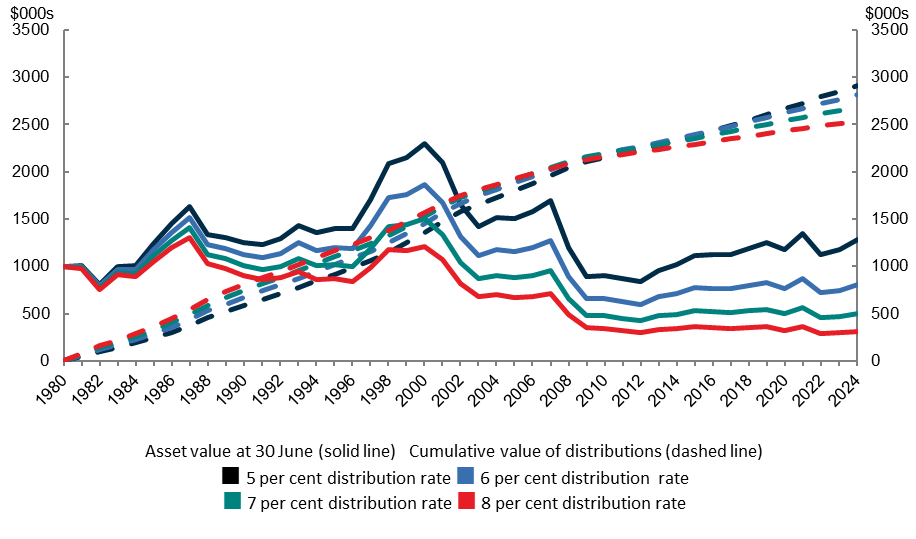 $000s $000s
3500 3500
3000 3000
2500 2500
2000 2000
1500 1500
1000 1000
500 500
0 0
1980 1982 1984 1986 1988 1990 1992 1994 1996 1998 2000 2002 2004 2006 2008 2010 2012 2014 2016 2018 2020 2022 2024
Asset value at 30 June (solid line) Cumulative value of distributions (dashed line)
5 per cent distribution rate 6 per cent distribution rate
7 per cent distribution rate 8 per cent distribution rate